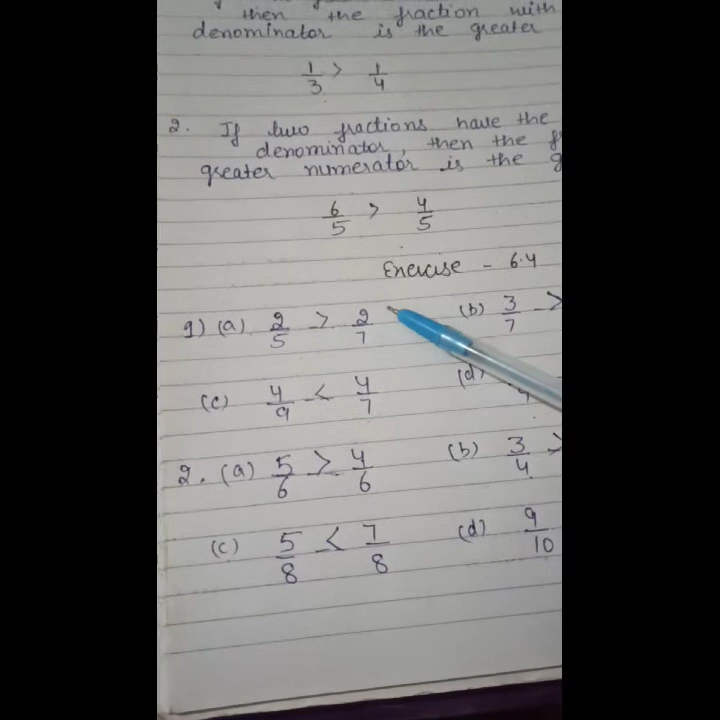 then the fraction with
denominator is the greater
1/3 > 1/4
2. If two fractions have the
denominator, then the
greater numerator is the
6/5 > 4/5
Exercise - 6.4
1) (a) 2/5 > 2/7 (b) 3/7 >
(c) 4/9 < 4/7 (d)
2. (a) 5/6 > 4/6 (b) 3/4 >
(c) 5/8 < 7/8 (d) 9/10